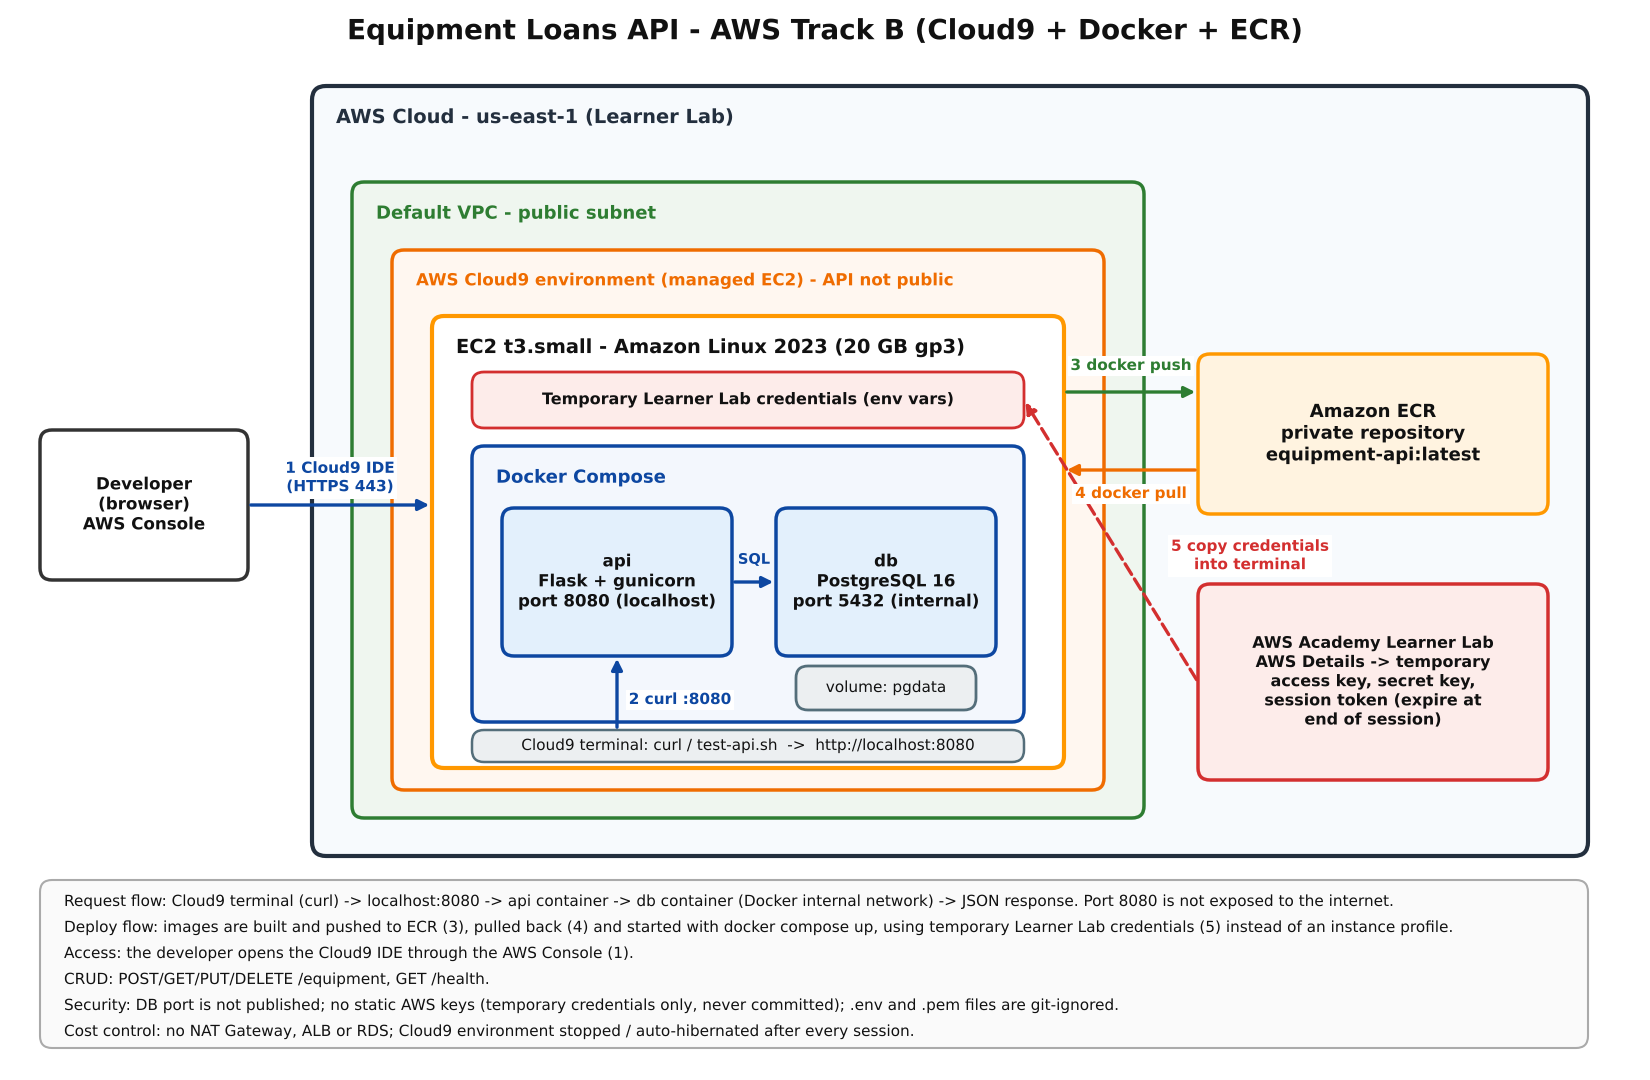 Equipment Loans API - AWS Track B (Cloud9 + Docker + ECR)
AWS Cloud - us-east-1 (Learner Lab)
Default VPC - public subnet
AWS Cloud9 environment (managed EC2) - API not public
EC2 t3.small - Amazon Linux 2023 (20 GB gp3)
Temporary Learner Lab credentials (env vars)
Developer
(browser)
AWS Console
1 Cloud9 IDE
(HTTPS 443)
Docker Compose
api
Flask + gunicorn
port 8080 (localhost)
SQL
db
PostgreSQL 16
port 5432 (internal)
volume: pgdata
2 curl :8080
Cloud9 terminal: curl / test-api.sh -> http://localhost:8080
3 docker push
4 docker pull
Amazon ECR
private repository
equipment-api:latest
5 copy credentials
into terminal
AWS Academy Learner Lab
AWS Details -> temporary
access key, secret key,
session token (expire at
end of session)
Request flow: Cloud9 terminal (curl) -> localhost:8080 -> api container -> db container (Docker internal network) -> JSON response. Port 8080 is not exposed to the internet.
Deploy flow: images are built and pushed to ECR (3), pulled back (4) and started with docker compose up, using temporary Learner Lab credentials (5) instead of an instance profile.
Access: the developer opens the Cloud9 IDE through the AWS Console (1).
CRUD: POST/GET/PUT/DELETE /equipment, GET /health.
Security: DB port is not published; no static AWS keys (temporary credentials only, never committed); .env and .pem files are git-ignored.
Cost control: no NAT Gateway, ALB or RDS; Cloud9 environment stopped / auto-hibernated after every session.